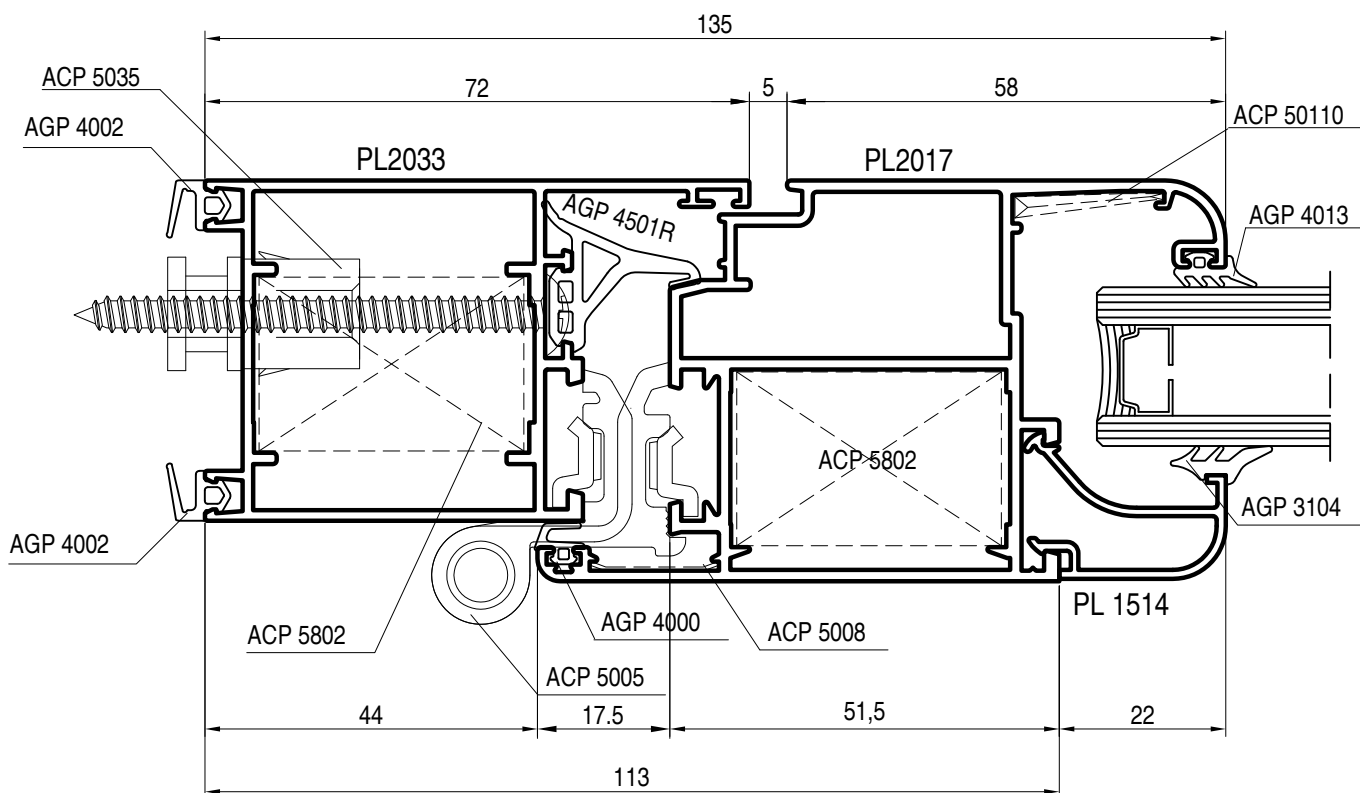 135
ACP 5035
72
5
58
ACP 50110
AGP 4002
PL2033
PL2017
AGP 4501R
AGP 4013
ACP 5802
AGP 3104
AGP 4002
PL 1514
ACP 5802
AGP 4000
ACP 5008
ACP 5005
44
17.5
51,5
22
113